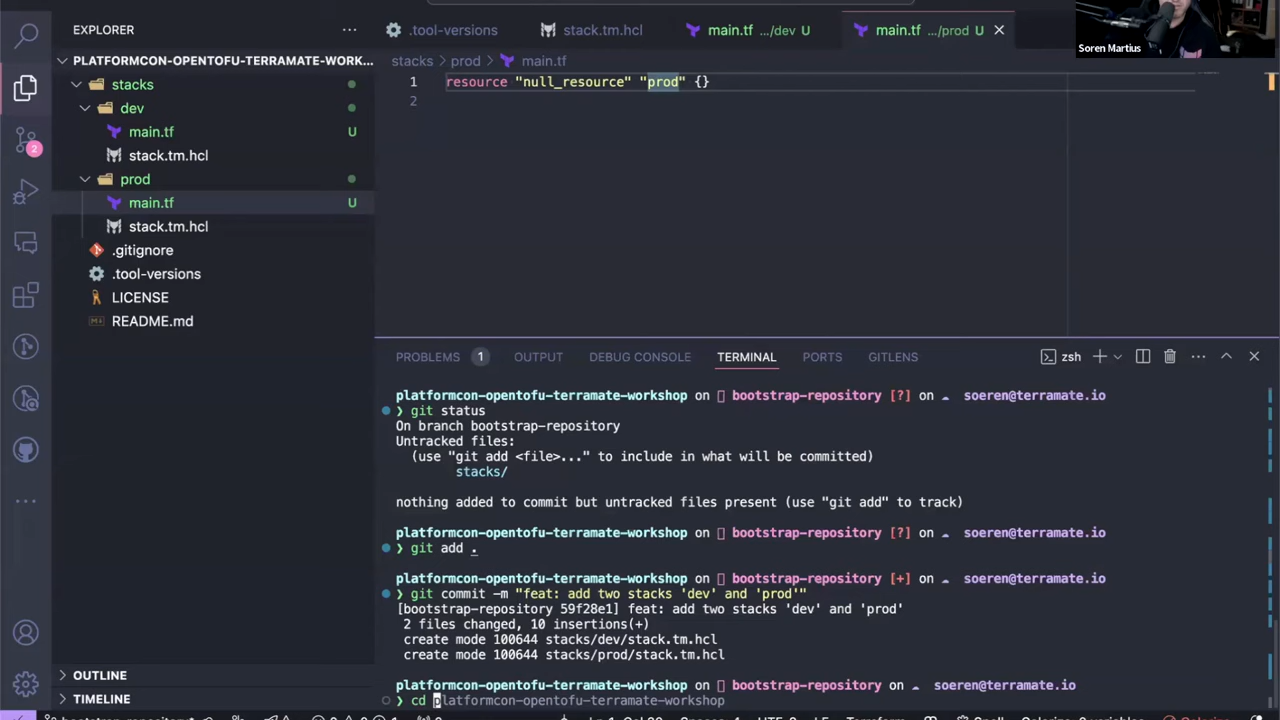 EXPLORER
.tool-versions
stack.tm.hcl
main.tf .../dev U
main.tf .../prod U
Soren Martius
PLATFORMCON-OPENTOFU-TERRAMATE-WORK...
stacks
dev
main.tf U
stack.tm.hcl
prod
main.tf U
stack.tm.hcl
.gitignore
.tool-versions
LICENSE
README.md
OUTLINE
TIMELINE
2
stacks > prod > main.tf
1 resource "null_resource" "prod" {}
2
PROBLEMS 1 OUTPUT DEBUG CONSOLE TERMINAL PORTS GITLENS
zsh
platformcon-opentofu-terramate-workshop on bootstrap-repository [?] on soeren@terramate.io
❯ git status
On branch bootstrap-repository
Untracked files:
(use "git add <file>..." to include in what will be committed)
stacks/
nothing added to commit but untracked files present (use "git add" to track)
platformcon-opentofu-terramate-workshop on bootstrap-repository [?] on soeren@terramate.io
❯ git add .
platformcon-opentofu-terramate-workshop on bootstrap-repository [+] on soeren@terramate.io
❯ git commit -m "feat: add two stacks 'dev' and 'prod'"
[bootstrap-repository 59f28e1] feat: add two stacks 'dev' and 'prod'
2 files changed, 10 insertions(+)
create mode 100644 stacks/dev/stack.tm.hcl
create mode 100644 stacks/prod/stack.tm.hcl
platformcon-opentofu-terramate-workshop on bootstrap-repository on soeren@terramate.io
❯ cd platformcon-opentofu-terramate-workshop